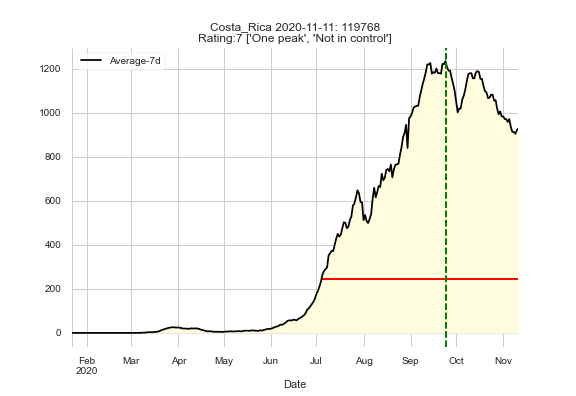 Costa_Rica 2020-11-11: 119768
Rating:7 ['One peak', 'Not in control']
Average-7d
1200
1000
800
600
400
200
0
Feb Mar Apr May Jun Jul Aug Sep Oct Nov
2020
Date